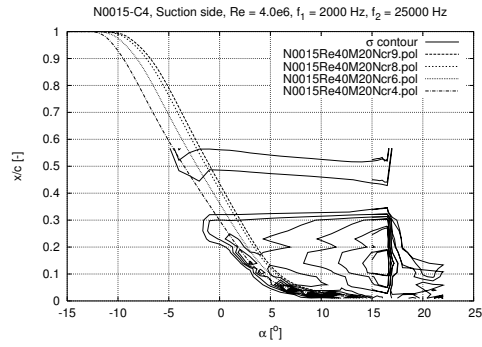 N0015-C4, Suction side, Re = 4.0e6, f1 = 2000 Hz, f2 = 25000 Hz
σ contour
N0015Re40M20Ncr9.pol
N0015Re40M20Ncr8.pol
N0015Re40M20Ncr6.pol
N0015Re40M20Ncr4.pol
x/c [-]
1
0.9
0.8
0.7
0.6
0.5
0.4
0.3
0.2
0.1
0
-15 -10 -5 0 5 10 15 20 25
α [°]